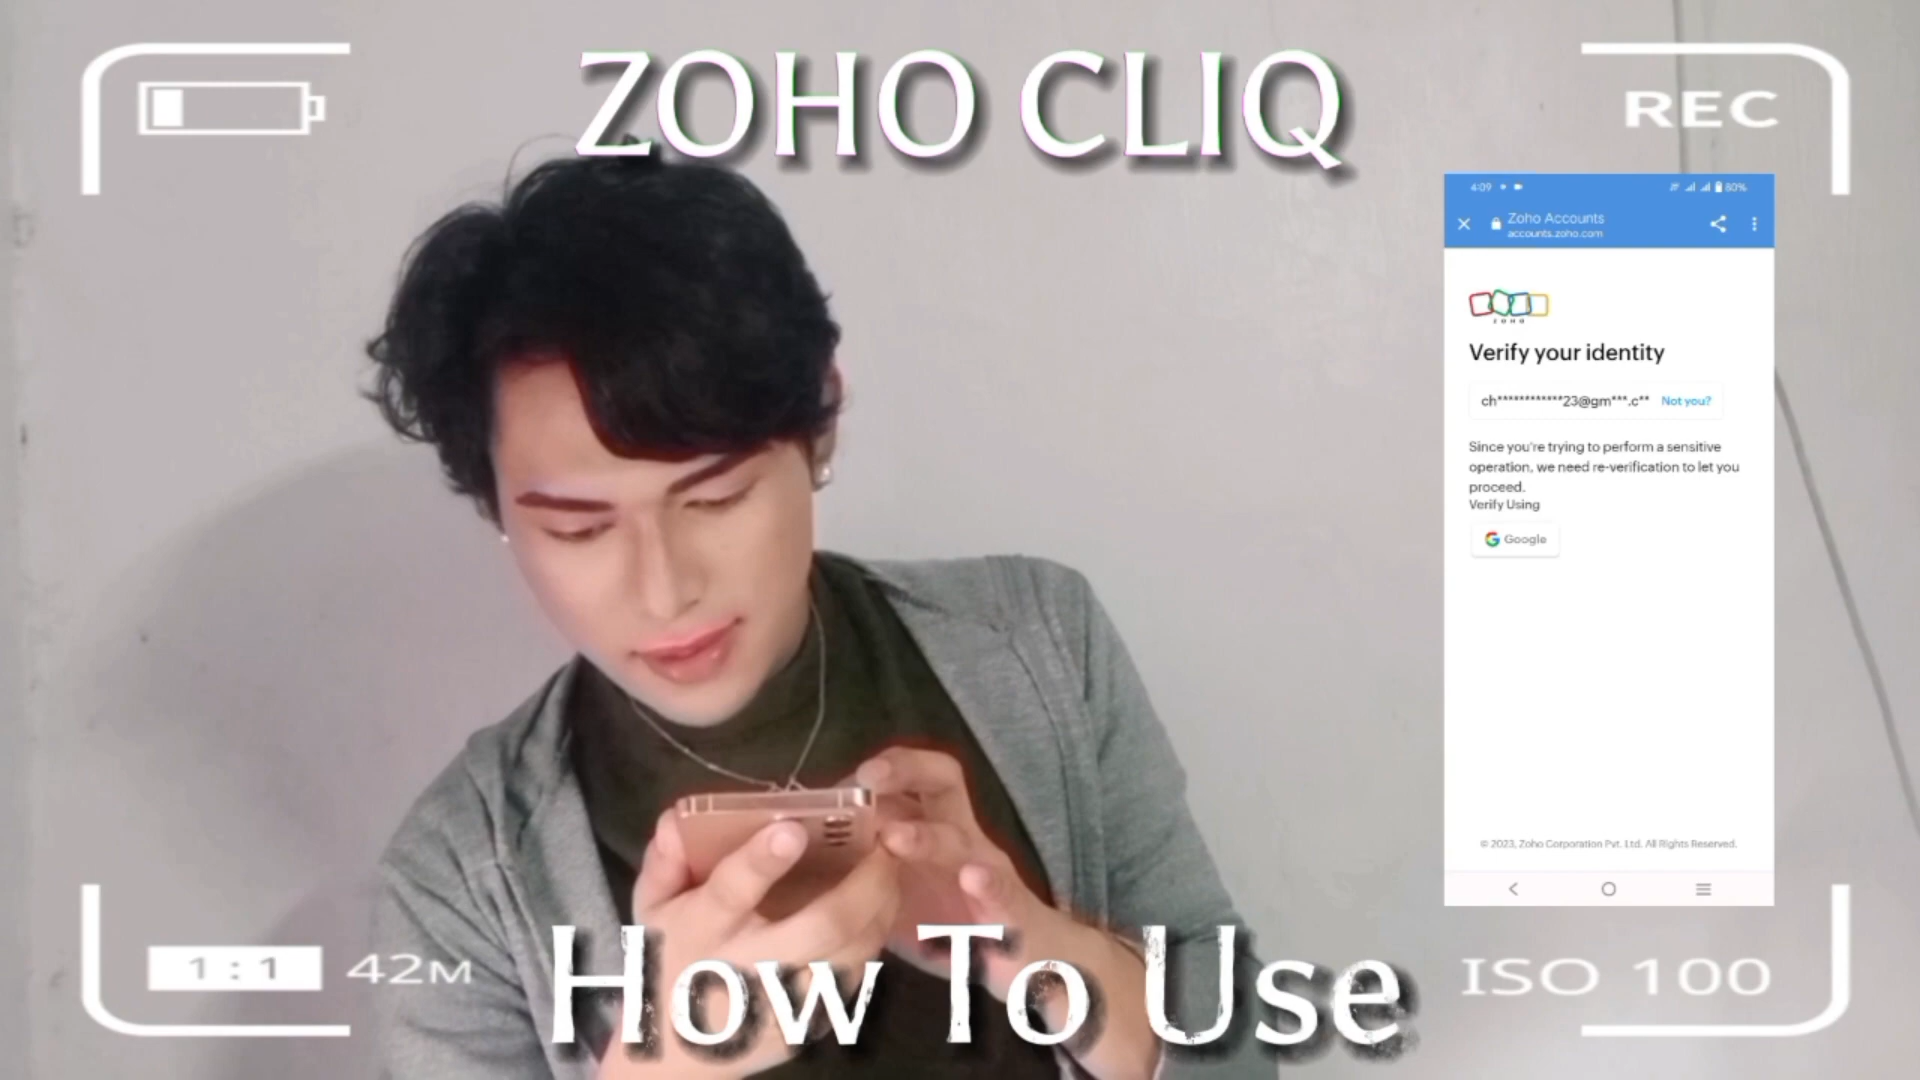 ZOHO CLIQ
REC
4:09
80%
Zoho Accounts
accounts.zoho.com
ZOHO
Verify your identity
ch************23@gm***.c** Not you?
Since you're trying to perform a sensitive
operation, we need re-verification to let you
proceed.
Verify Using
Google
© 2023, Zoho Corporation Pvt. Ltd. All Rights Reserved.
1:1 42M
How To Use
ISO 100